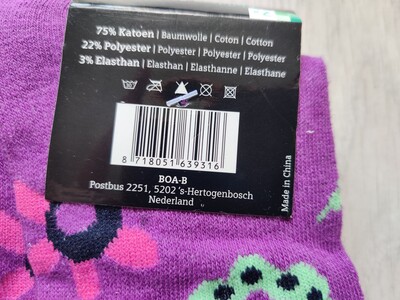 75% Katoen | Baumwolle | Coton | Cotton
22% Polyester | Polyester | Polyester | Polyester
3% Elasthan | Elasthan | Elasthanne | Elasthane
8 718051 639316
BOA-B
Postbus 2251, 5202 's-Hertogenbosch
Nederland
Made in China